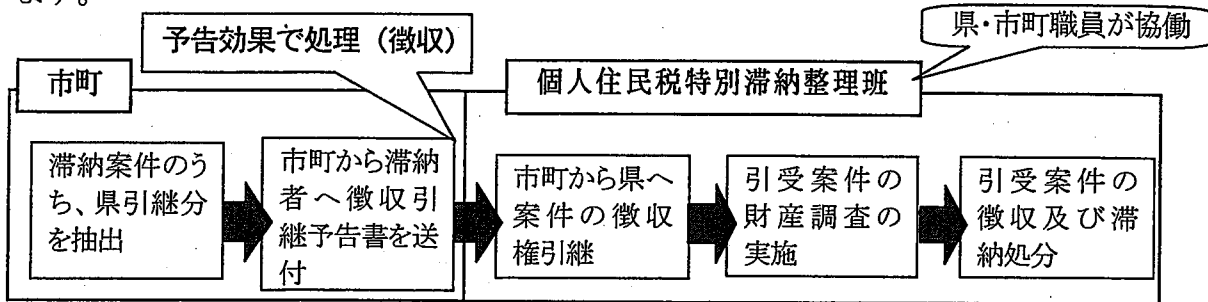 ます。
予告効果で処理（徴収）
県・市町職員が協働
市町
個人住民税特別滞納整理班
滞納案件のう
ち、県引継分
を抽出
市町から滞納
者へ徴収引
継予告書を送
付
市町から県へ
案件の徴収
権引継
引受案件の
財産調査の
実施
引受案件の
徴収及び滞
納処分